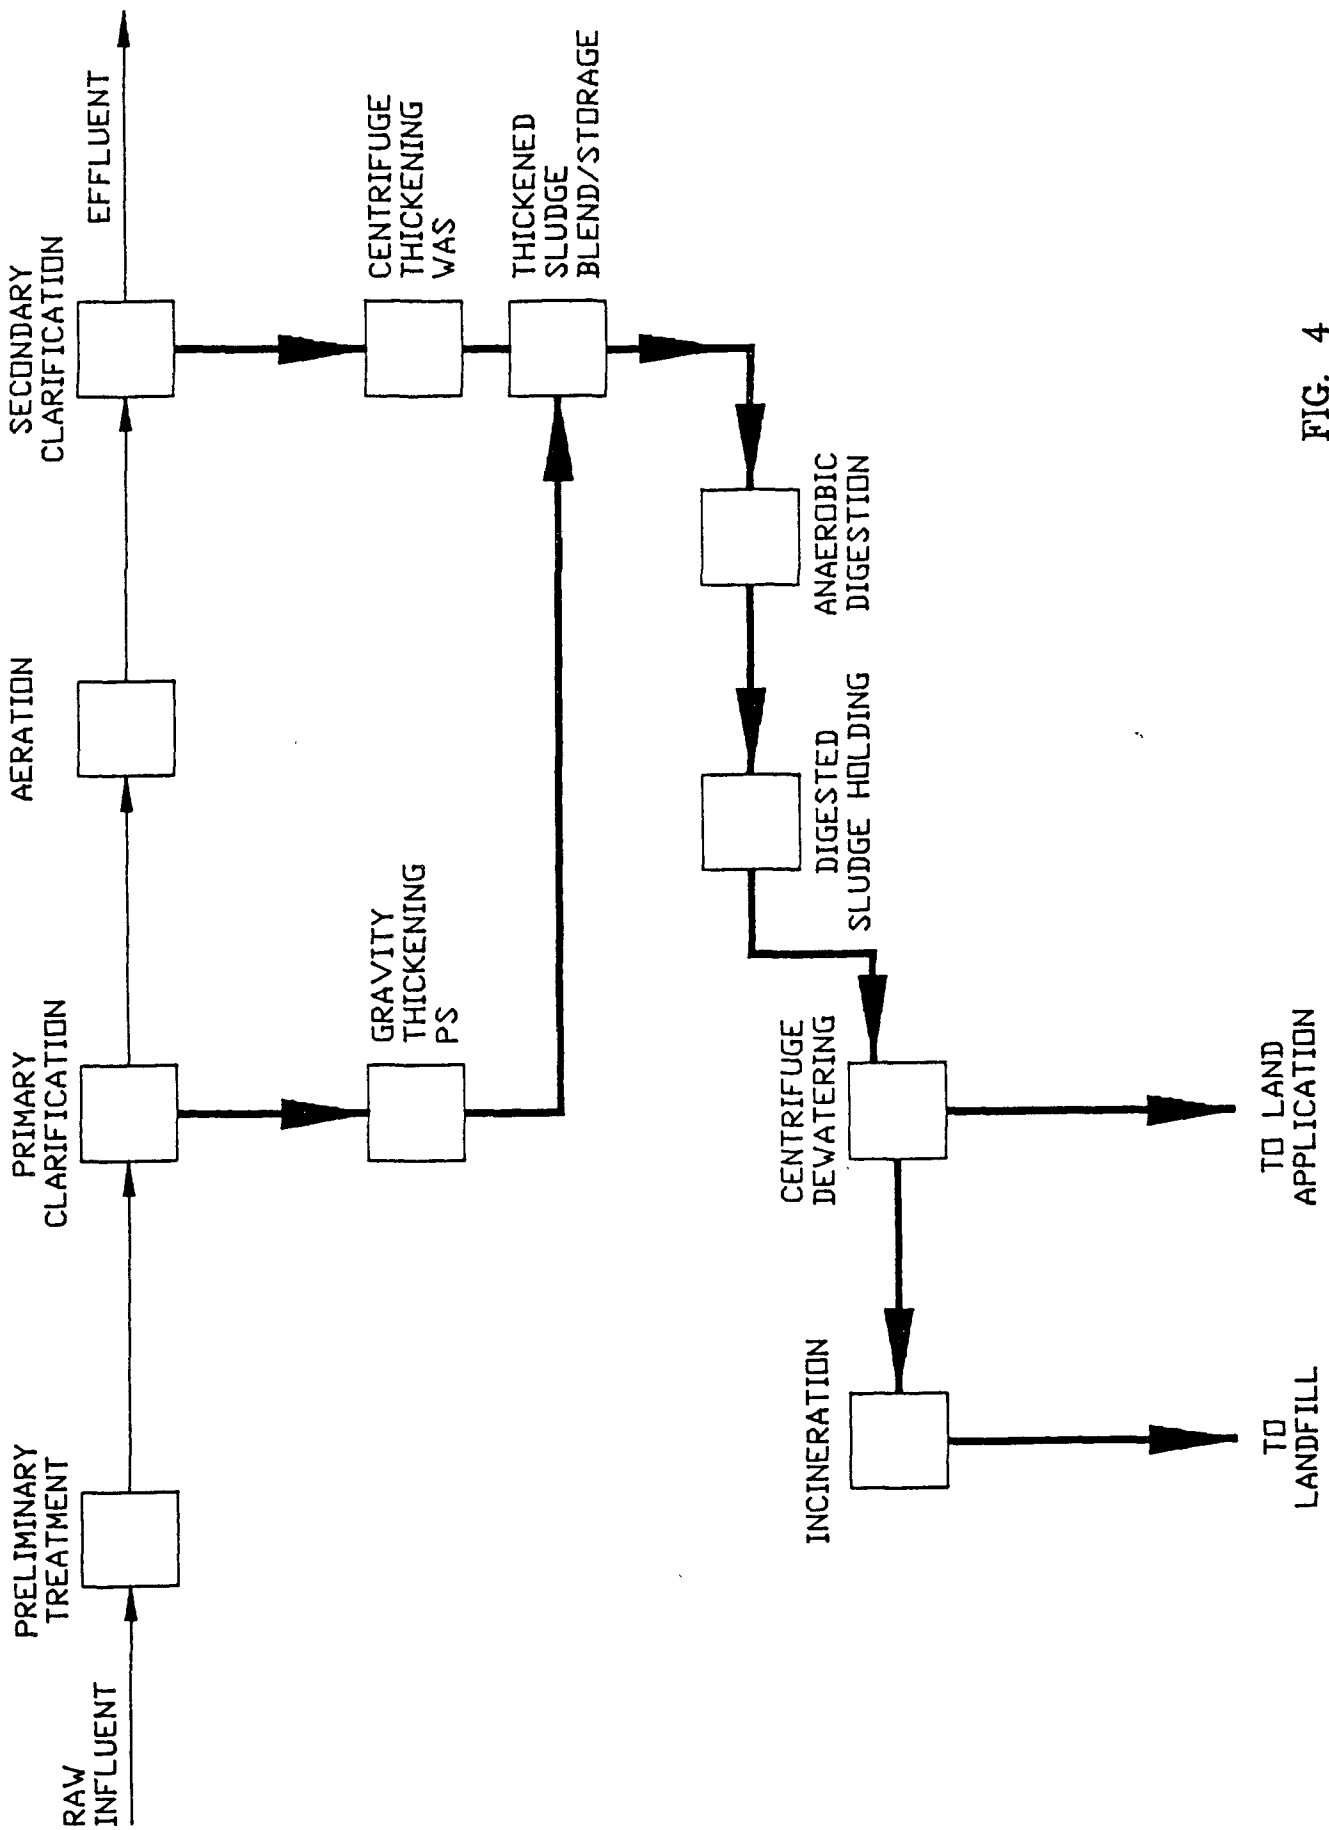 RAW
INFLUENT
PRELIMINARY
TREATMENT
PRIMARY
CLARIFICATION
AERATION
SECONDARY
CLARIFICATION
EFFLUENT
GRAVITY
THICKENING
PS
CENTRIFUGE
THICKENING
WAS
THICKENED
SLUDGE
BLEND/STORAGE
ANAEROBIC
DIGESTION
DIGESTED
SLUDGE HOLDING
CENTRIFUGE
DEWATERING
INCINERATION
TO
LANDFILL
TO LAND
APPLICATION
FIG. 4